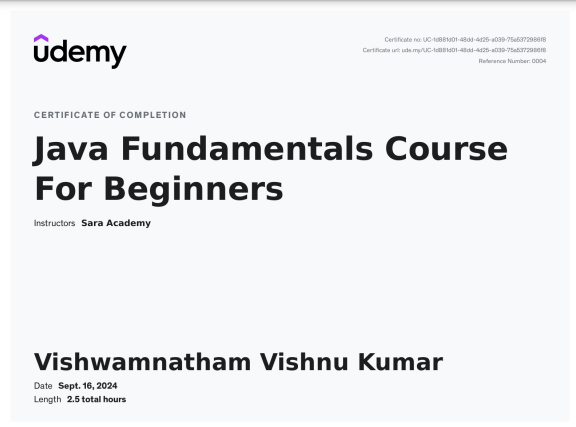 udemy
Certificate no: UC-1d881d01-48dd-4d25-a039-75a5372986f8
Certificate url: ude.my/UC-1d881d01-48dd-4d25-a039-75a5372986f8
Reference Number: 0004
CERTIFICATE OF COMPLETION
Java Fundamentals Course
For Beginners
Instructors Sara Academy
Vishwamnatham Vishnu Kumar
Date Sept. 16, 2024
Length 2.5 total hours